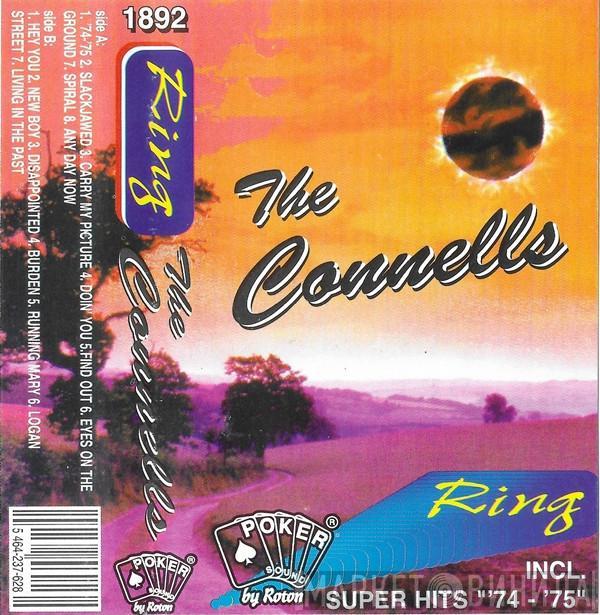 side A:
1. '74-'75 2. SLACKJAWED 3. CARRY MY PICTURE 4. DOIN' YOU 5.FIND OUT 6. EYES ON THE
GROUND 7. SPIRAL 8. ANY DAY NOW
side B:
1. HEY YOU 2. NEW BOY 3. DISAPPOINTED 4. BURDEN 5. RUNNING MARY 6. LOGAN
STREET 7. LIVING IN THE PAST
5 464-237-628
1892
Ring
The
Connells
POKER®
SOUND
by Roton
The
Connells
Ring
POKER®
SOUND
by Roton
INCL.
SUPER HITS "'74 - '75"